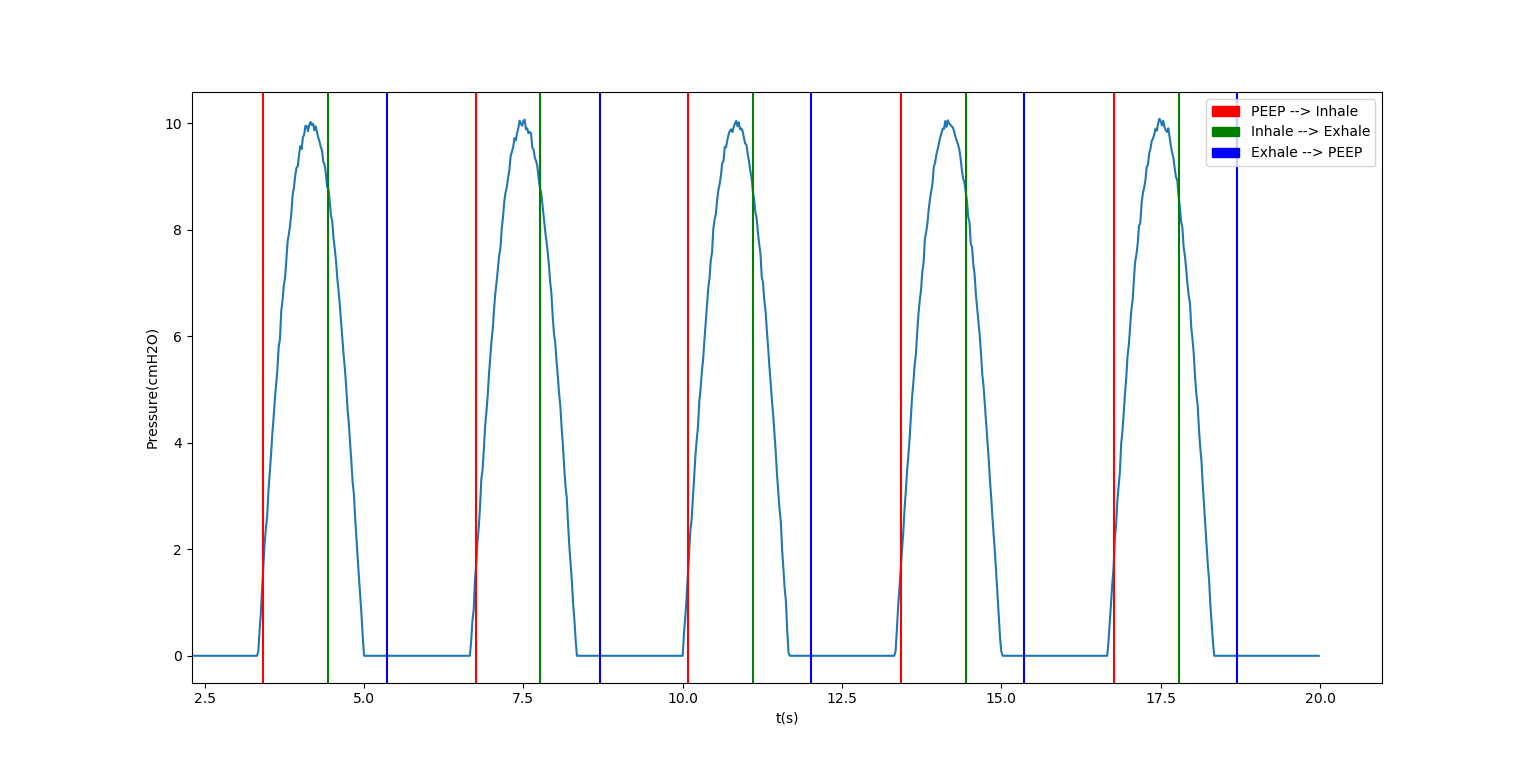 PEEP --> Inhale
Inhale --> Exhale
Exhale --> PEEP
10
8
6
4
2
0
Pressure(cmH2O)
2.5 5.0 7.5 10.0 12.5 15.0 17.5 20.0
t(s)